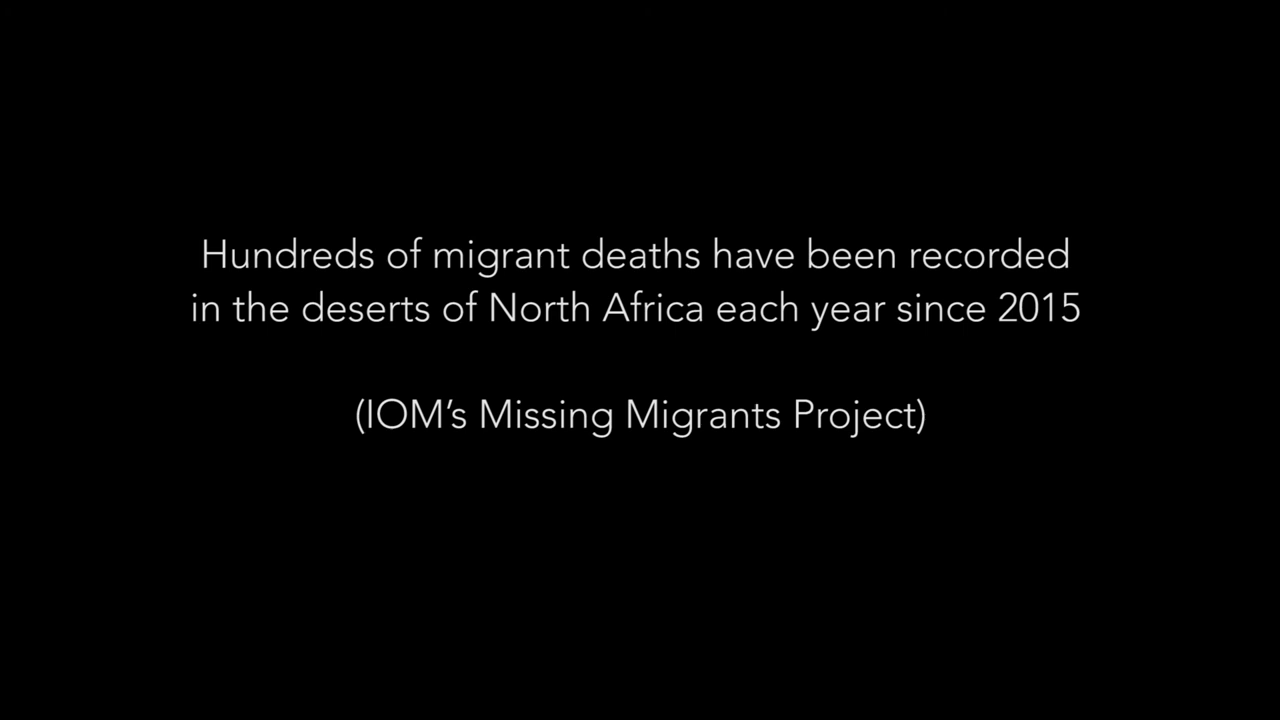 Hundreds of migrant deaths have been recorded
in the deserts of North Africa each year since 2015
(IOM’s Missing Migrants Project)